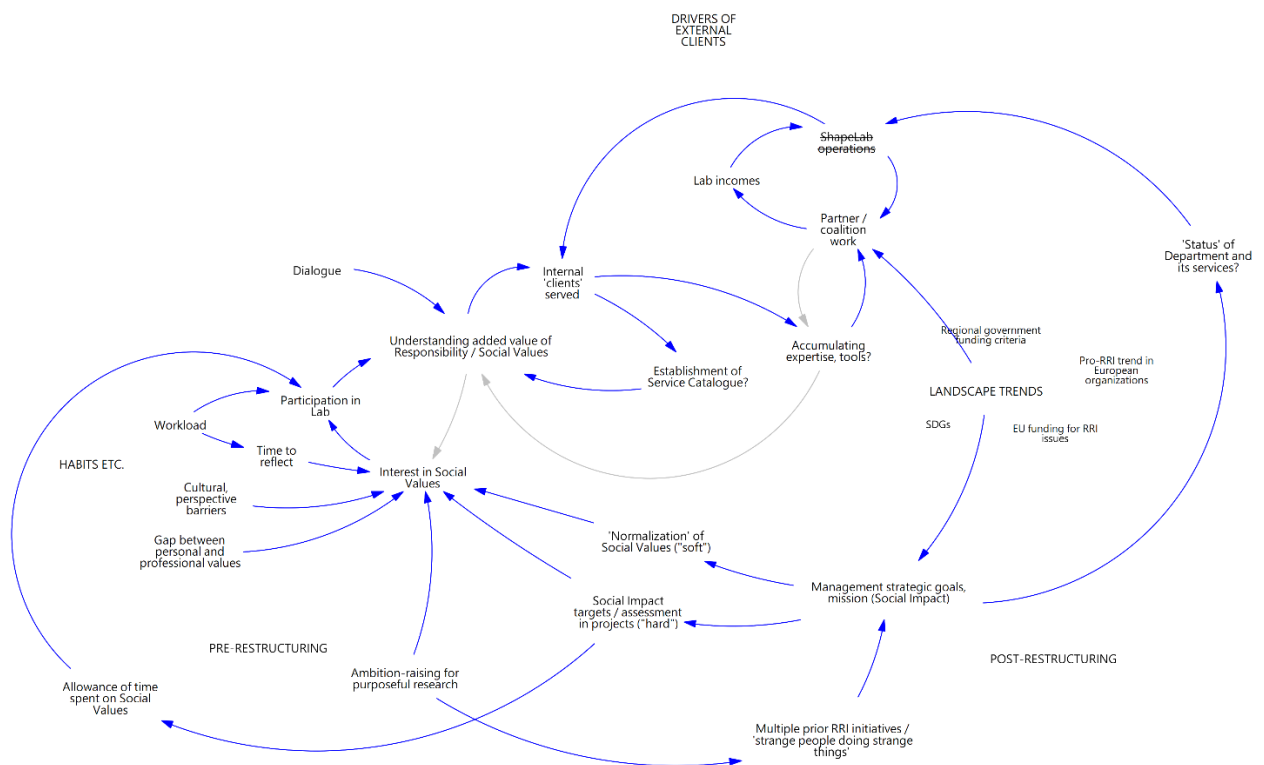 DRIVERS OF
EXTERNAL
CLIENTS
ShapeLab
operations
Lab incomes
Partner /
coalition
work
'Status' of
Department and
its services?
Dialogue
Internal
'clients'
served
Understanding added value of
Responsibility / Social Values
Accumulating
expertise, tools?
Regional government
funding criteria
Pro-RRI trend in
European
organizations
Establishment of
Service Catalogue?
LANDSCAPE TRENDS
Participation in
Lab
Workload
SDGs
EU funding for RRI
issues
Time to
reflect
HABITS ETC.
Interest in Social
Values
Cultural,
perspective
barriers
Gap between
personal and
professional values
'Normalization' of
Social Values ("soft")
Management strategic goals,
mission (Social Impact)
Social Impact
targets / assessment
in projects ("hard")
PRE-RESTRUCTURING
POST-RESTRUCTURING
Ambition-raising for
purposeful research
Allowance of time
spent on Social
Values
Multiple prior RRI initiatives /
'strange people doing strange
things'